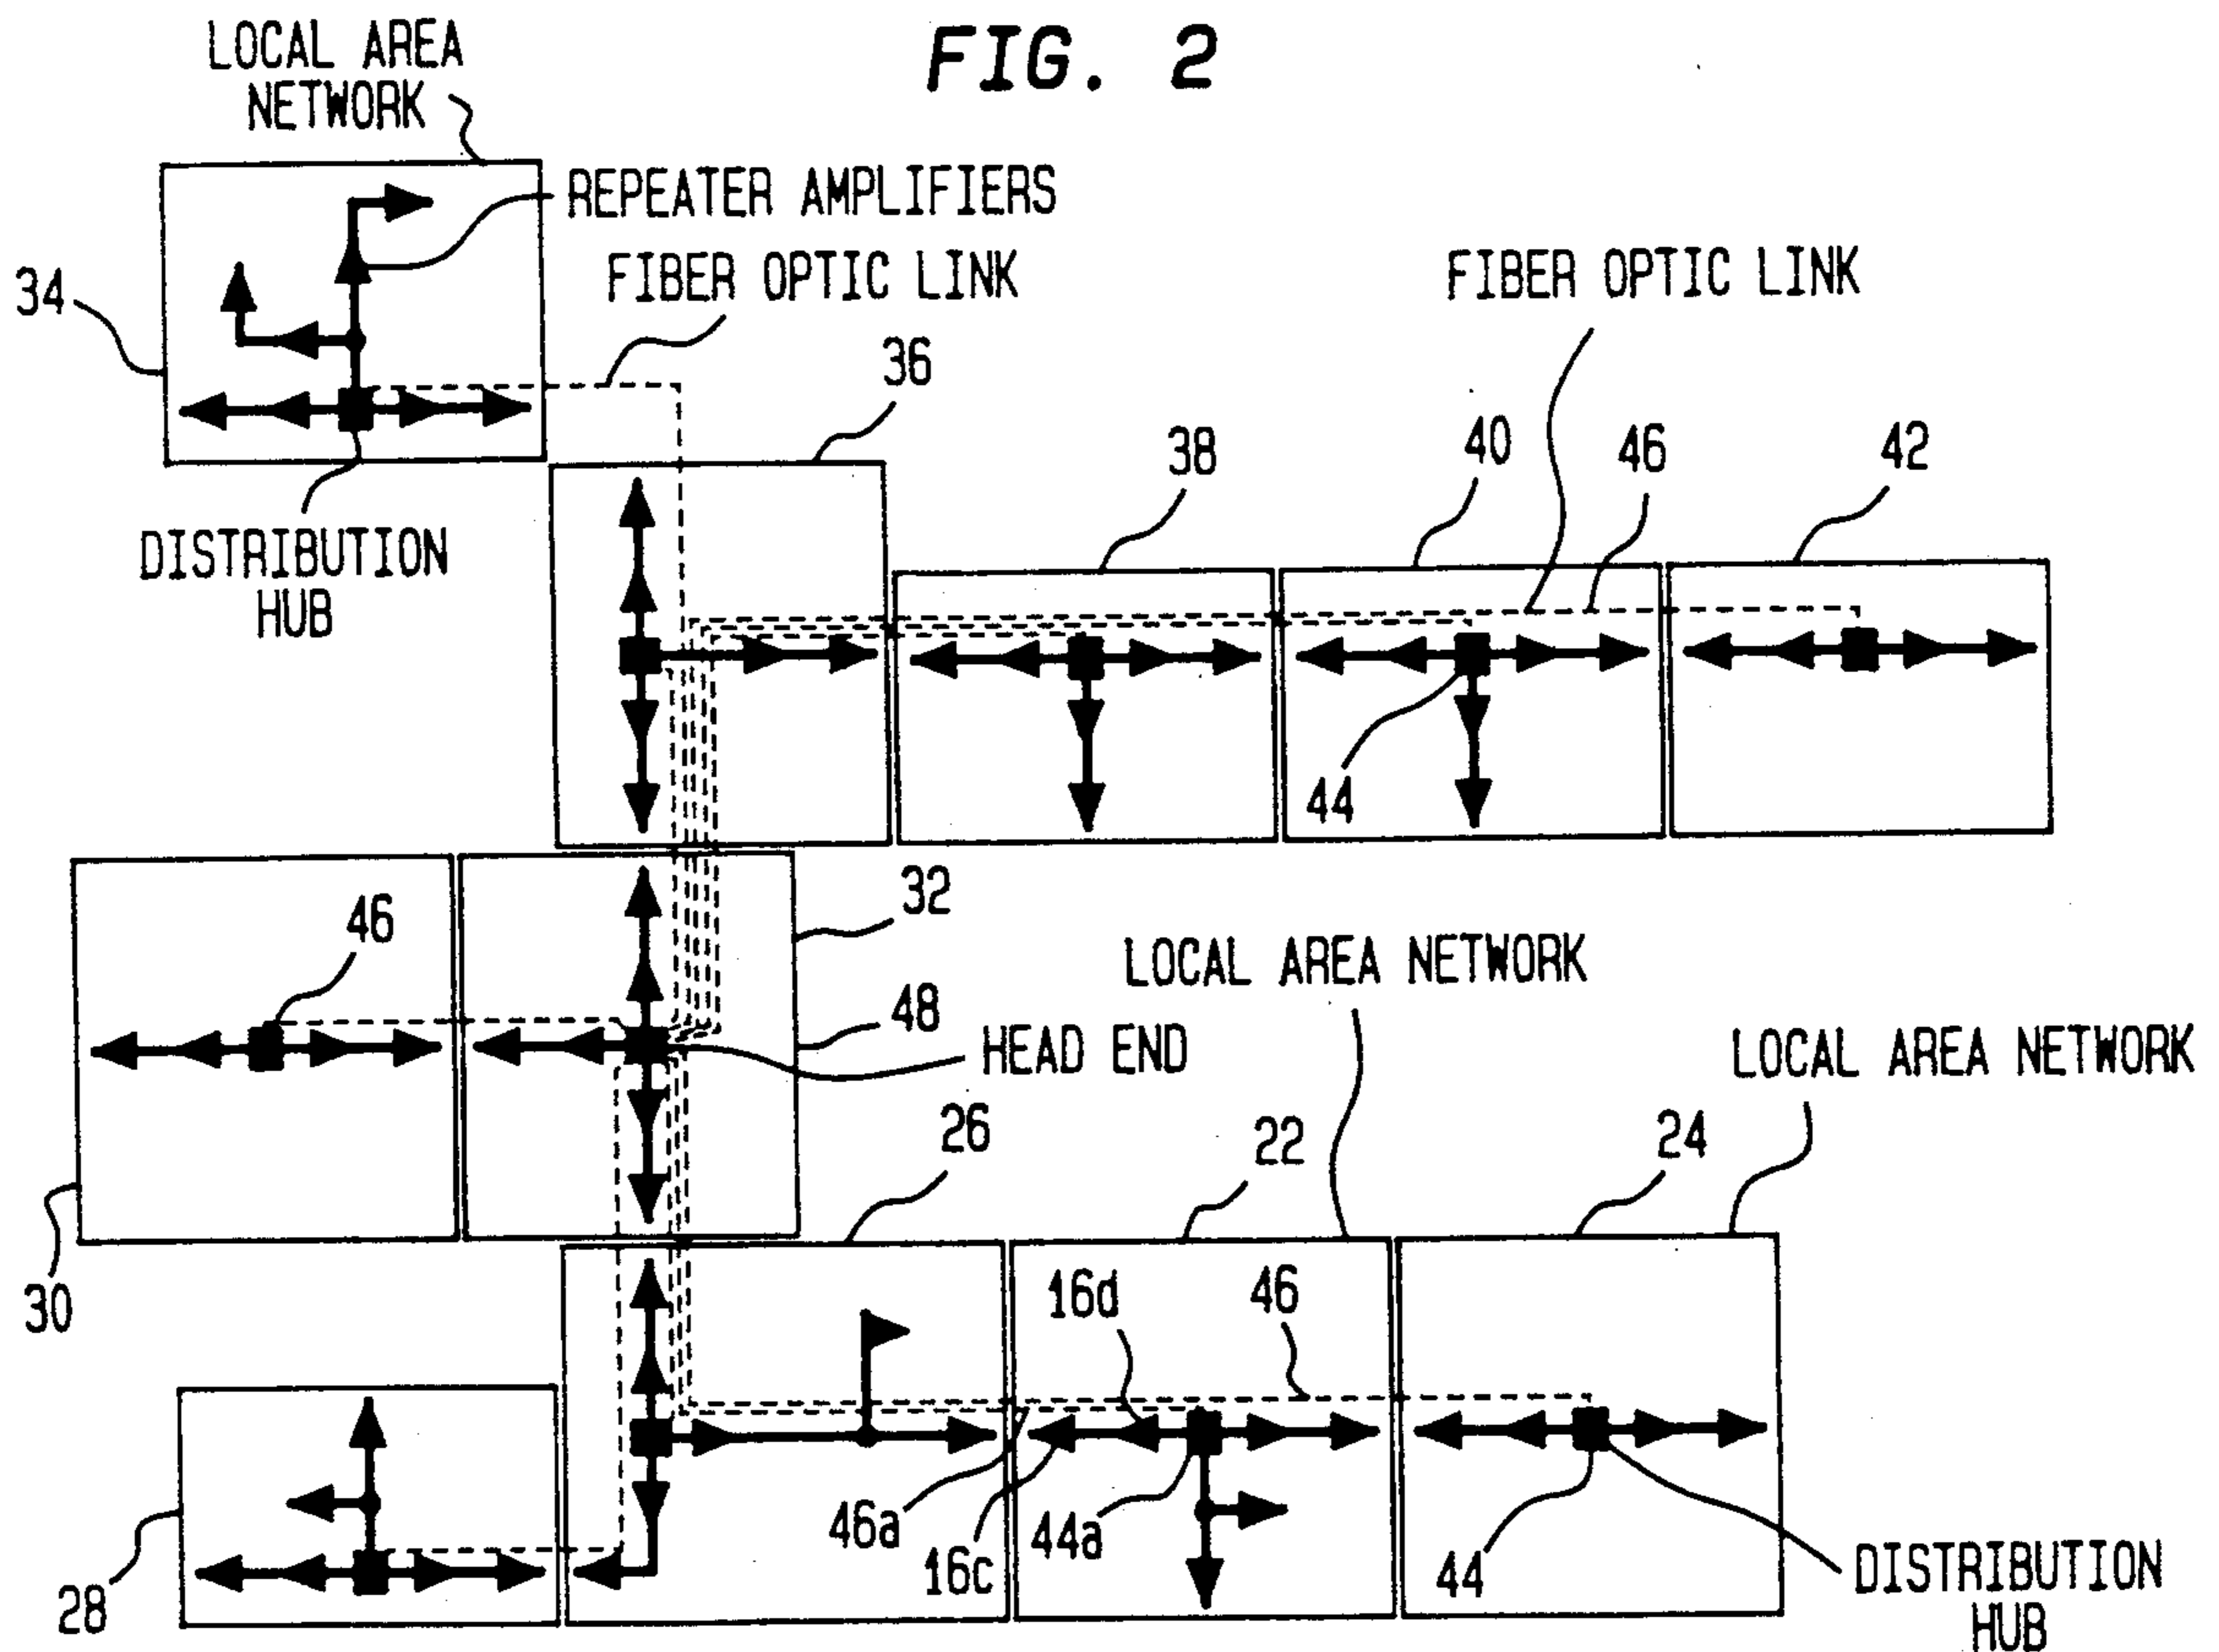 FIG. 2
LOCAL AREA
NETWORK
REPEATER AMPLIFIERS
FIBER OPTIC LINK
FIBER OPTIC LINK
34
36
38
40
46
42
DISTRIBUTION
HUB
44
32
46
LOCAL AREA NETWORK
48
HEAD END
LOCAL AREA NETWORK
26
22
24
30
16d
46
46a
16c
44a
44
28
DISTRIBUTION
HUB